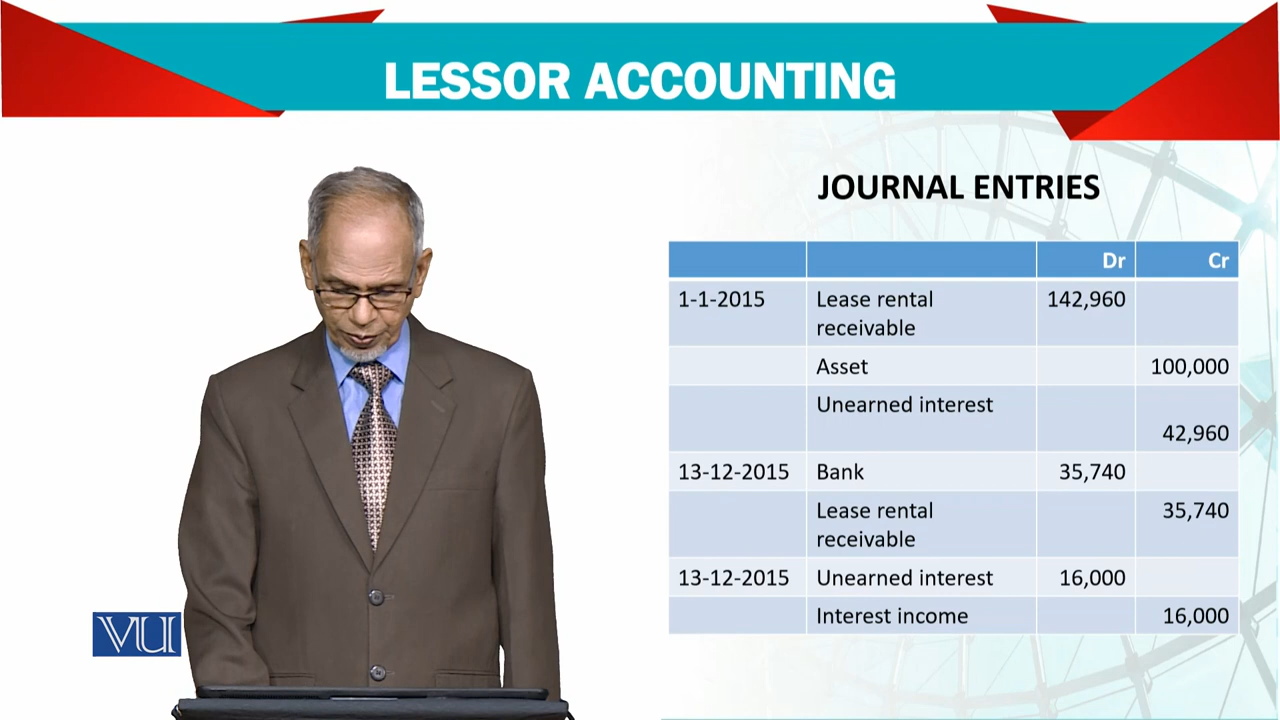 LESSOR ACCOUNTING
JOURNAL ENTRIES
Dr Cr
1-1-2015 Lease rental 142,960
receivable
Asset 100,000
Unearned interest
42,960
13-12-2015 Bank 35,740
Lease rental 35,740
receivable
13-12-2015 Unearned interest 16,000
Interest income 16,000
VU